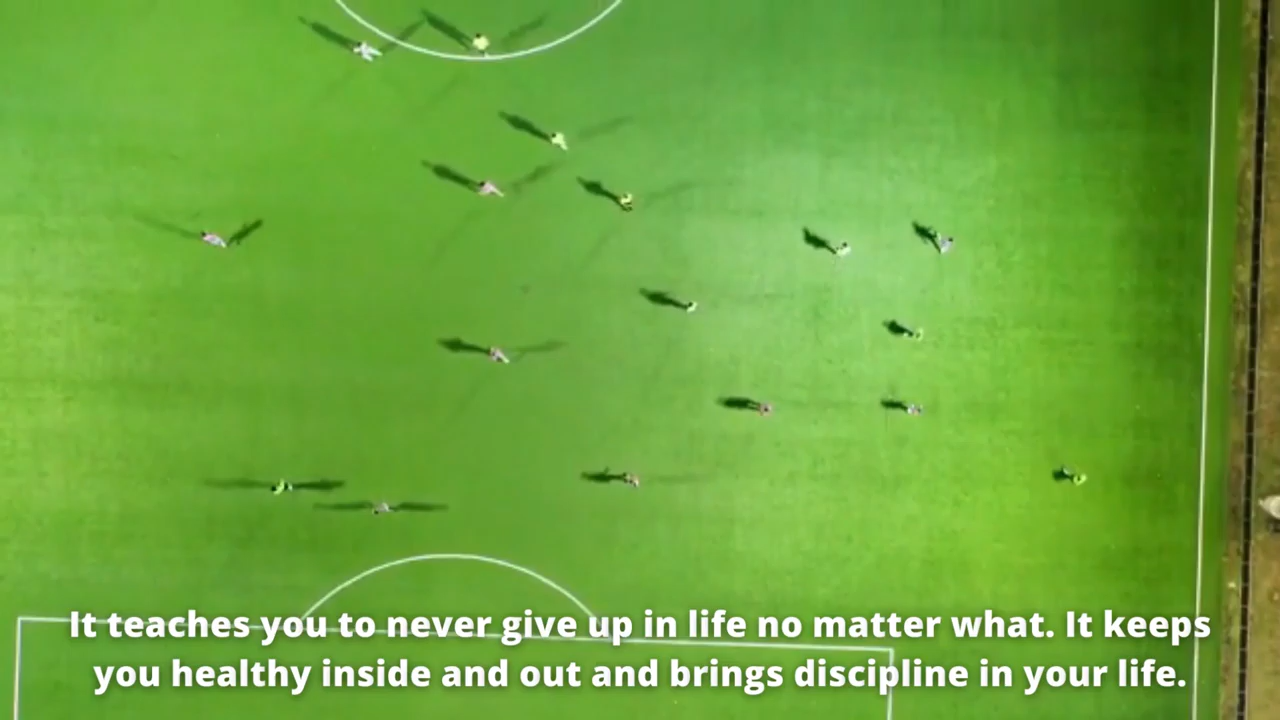 It teaches you to never give up in life no matter what. It keeps
you healthy inside and out and brings discipline in your life.